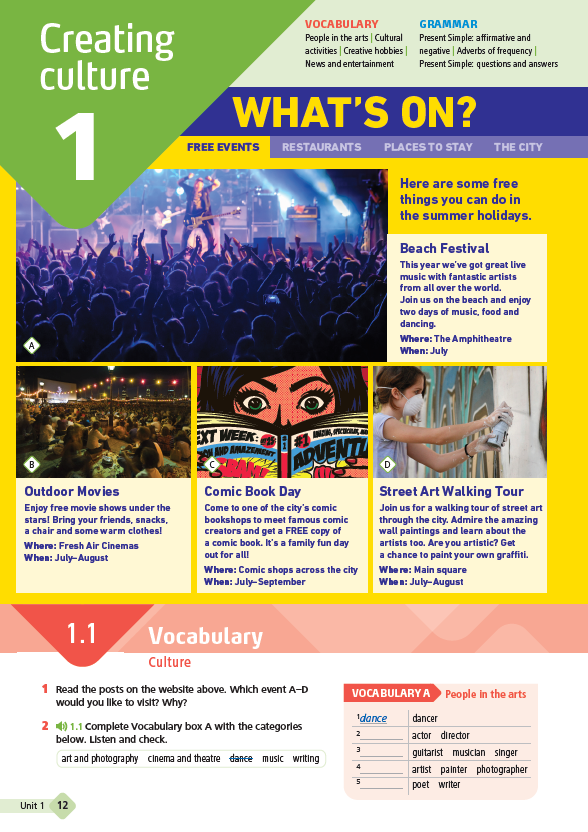 Creating
culture
1
VOCABULARY
People in the arts | Cultural
activities | Creative hobbies |
News and entertainment
GRAMMAR
Present Simple: affirmative and
negative | Adverbs of frequency |
Present Simple: questions and answers
WHAT'S ON?
FREE EVENTS RESTAURANTS PLACES TO STAY THE CITY
Here are some free
things you can do in
the summer holidays.
Beach Festival
This year we've got great live
music with fantastic artists
from all over the world.
Join us on the beach and enjoy
two days of music, food and
dancing.
Where: The Amphitheatre
When: July
A
B
Outdoor Movies
Enjoy free movie shows under the
stars! Bring your friends, snacks,
a chair and some warm clothes!
Where: Fresh Air Cinemas
When: July–August
EXT WEEK:
#1
ON AND AMAZEMENT
ADVENTU
BAM!
C
Comic Book Day
Come to one of the city's comic
bookshops to meet famous comic
creators and get a FREE copy of
a comic book. It's a family fun day
out for all!
Where: Comic shops across the city
When: July–September
D
Street Art Walking Tour
Join us for a walking tour of street art
through the city. Admire the amazing
wall paintings and learn about the
artists too. Are you artistic? Get
a chance to paint your own graffiti.
Where: Main square
When: July–August
1.1
Vocabulary
Culture
1 Read the posts on the website above. Which event A–D
would you like to visit? Why?
2 1.1 Complete Vocabulary box A with the categories
below. Listen and check.
art and photography cinema and theatre dance music writing
VOCABULARY A People in the arts
1 dance dancer
2 actor director
3 guitarist musician singer
4 artist painter photographer
5 poet writer
Unit 1 12